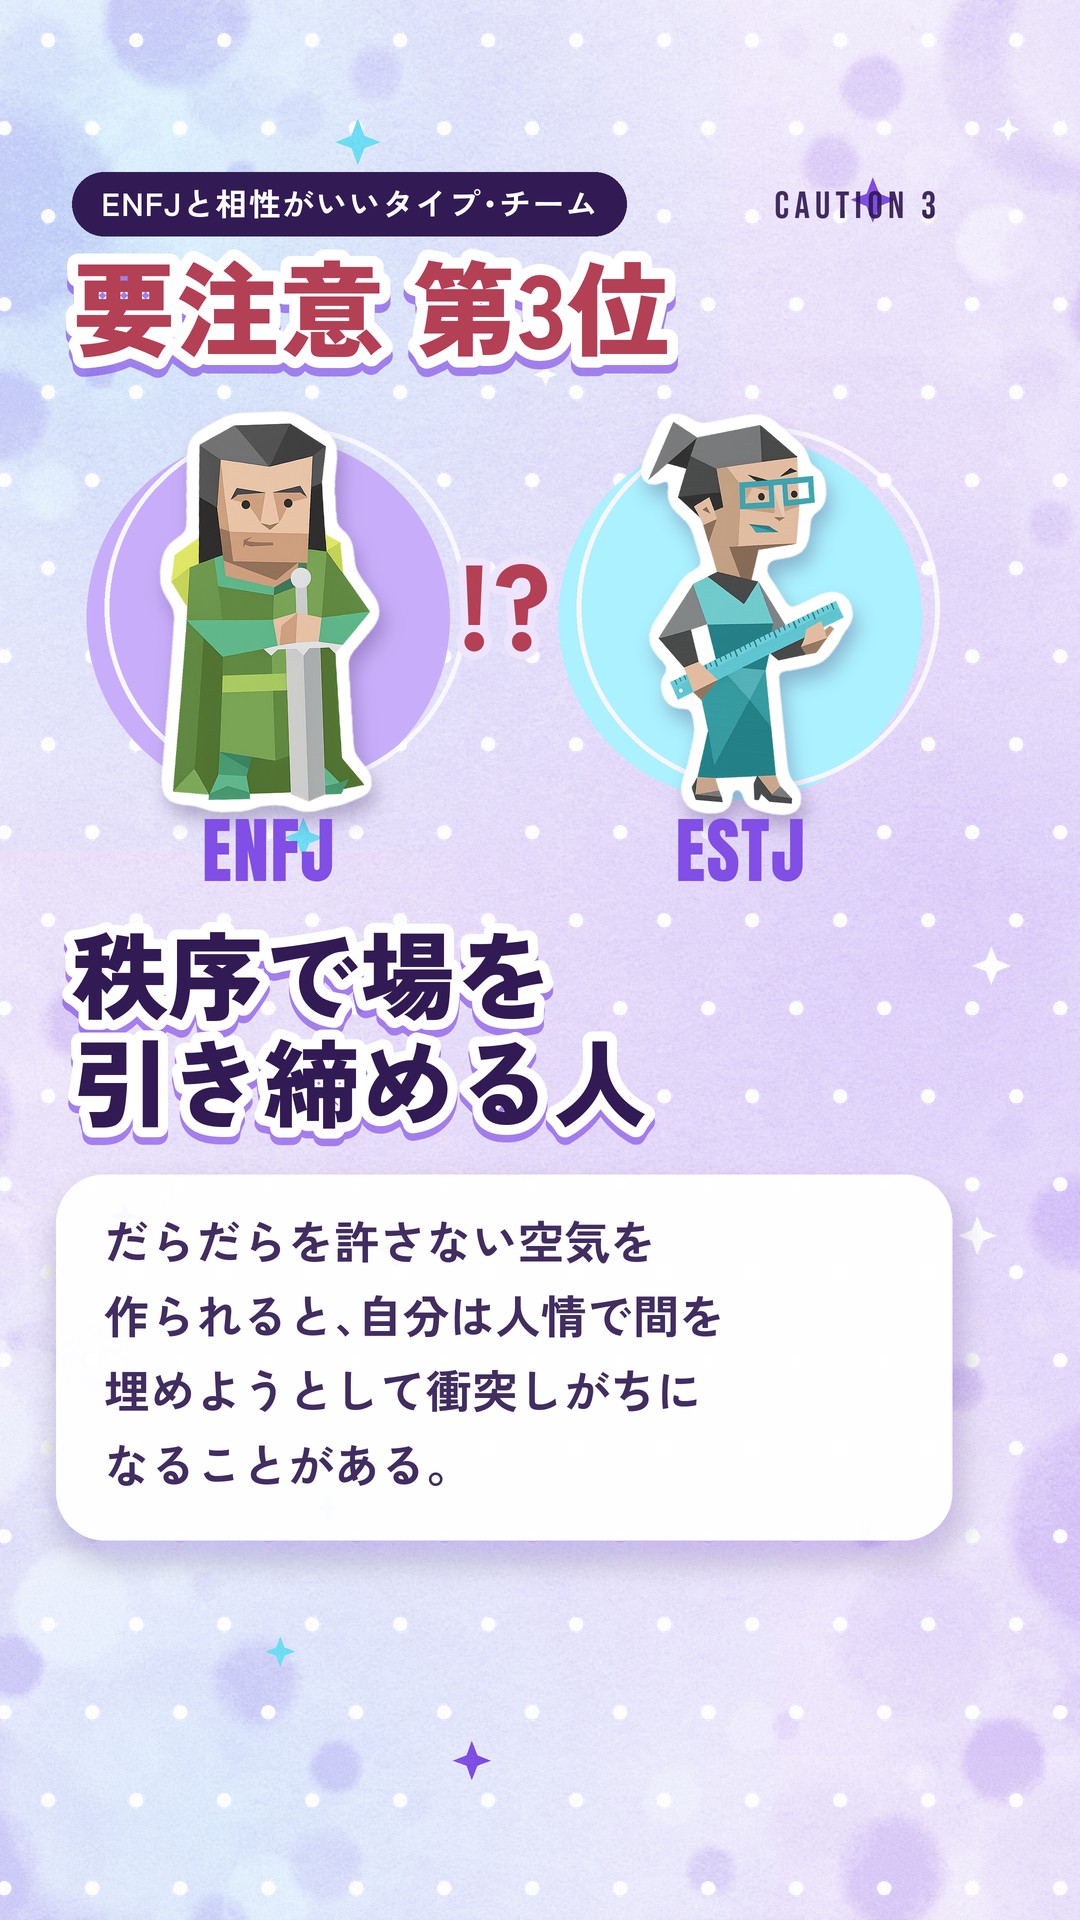 ENFJと相性がいいタイプ・チーム
CAUTION 3
要注意 第3位
!?
ENFJ
ESTJ
秩序で場を
引き締める人
だらだらを許さない空気を
作られると、自分は人情で間を
埋めようとして衝突しがちに
なることがある。